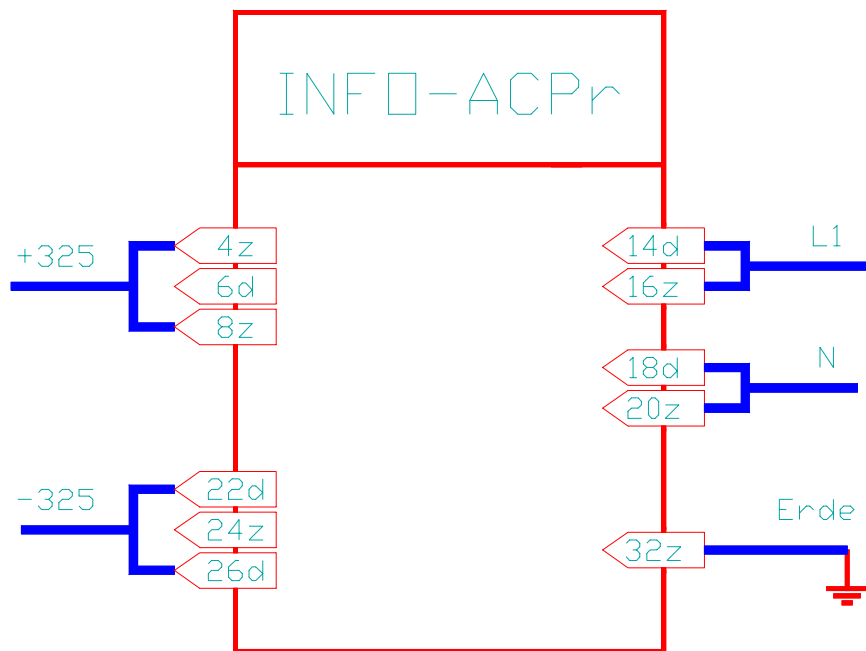 INFO-ACPr
+325
4z
6d
8z
-325
22d
24z
26d
L1
14d
16z
N
18d
20z
Erde
32z